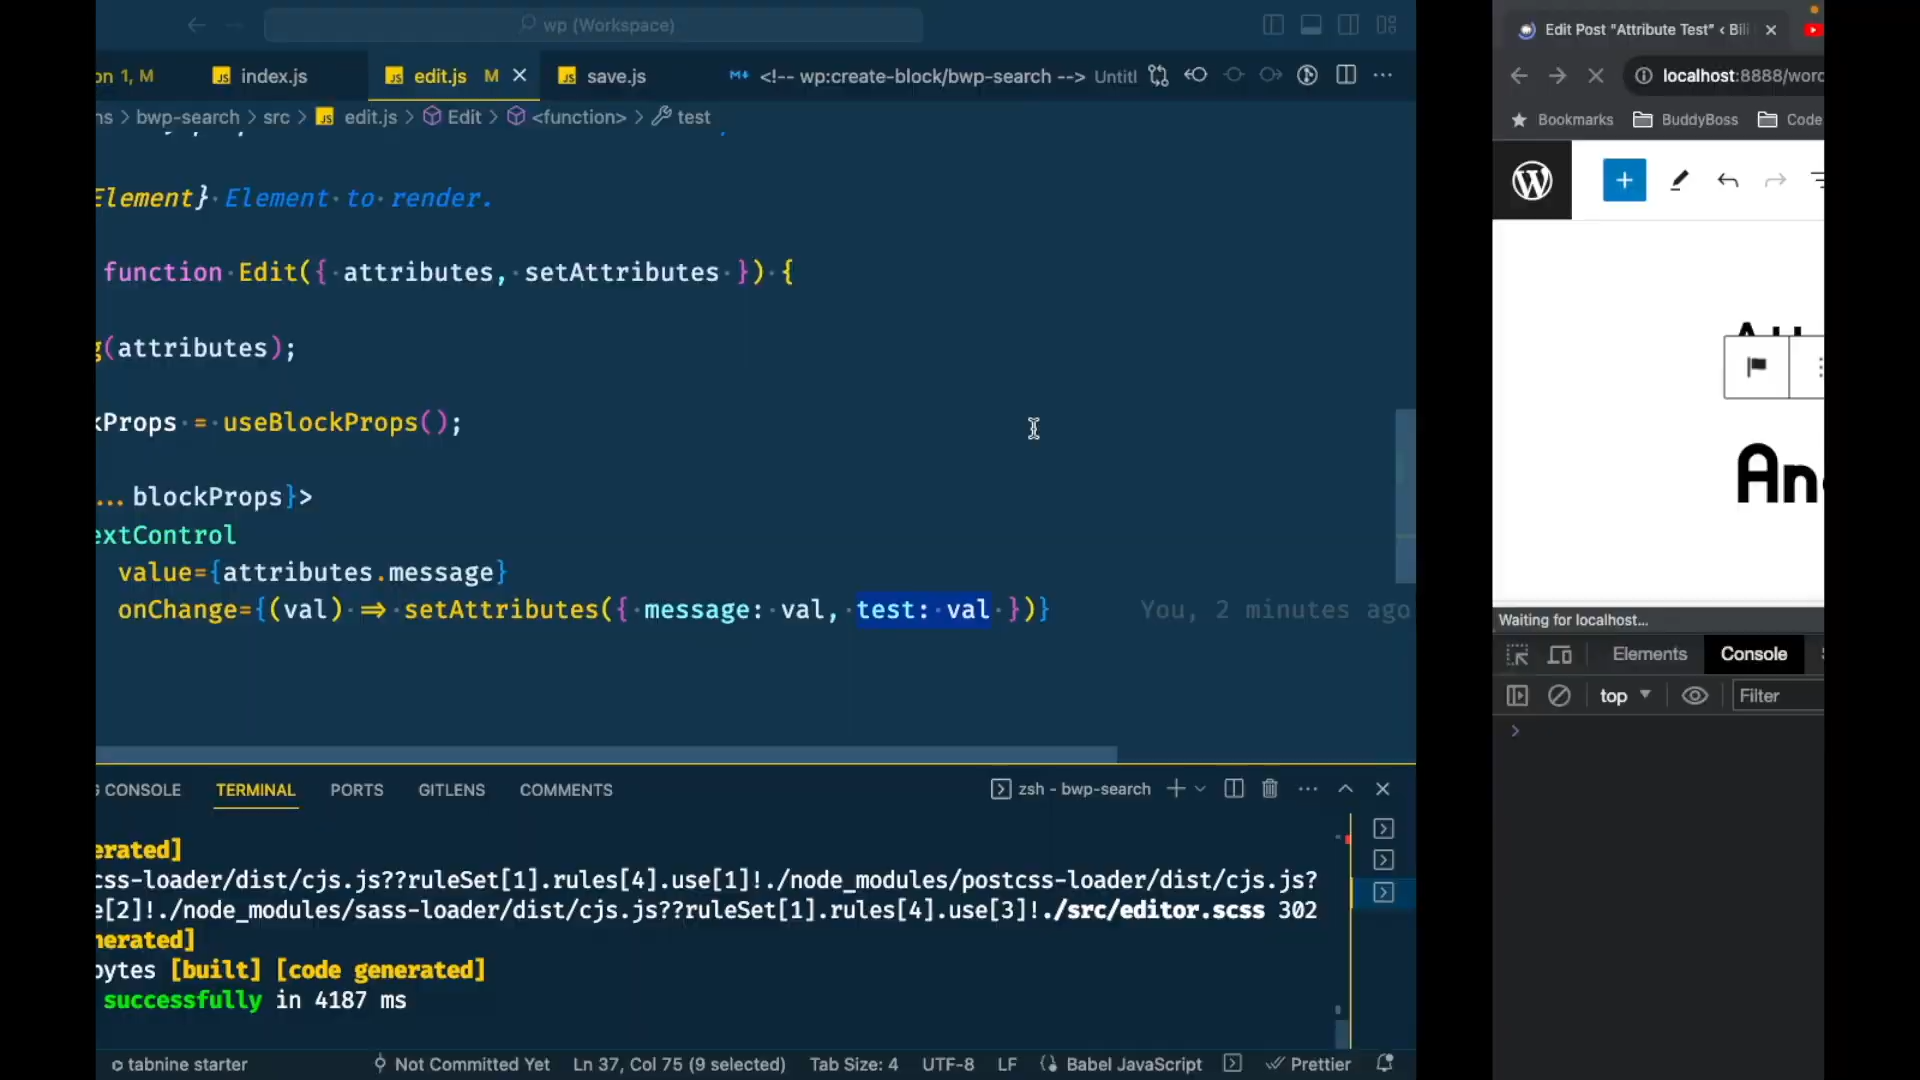 wp (Workspace)
on 1, M
index.js
edit.js M
save.js
<!-- wp:create-block/bwp-search --> Untitl
ns > bwp-search > src > edit.js > Edit > <function> > test
Element} Element to render.
function Edit({ attributes, setAttributes }) {
g(attributes);
kProps = useBlockProps();
... blockProps}>
extControl
value={attributes.message}
onChange={(val) => setAttributes({ message: val, test: val })} You, 2 minutes ago
G CONSOLE
TERMINAL
PORTS
GITLENS
COMMENTS
zsh - bwp-search
erated]
css-loader/dist/cjs.js??ruleSet[1].rules[4].use[1]!./node_modules/postcss-loader/dist/cjs.js?
e[2]!./node_modules/sass-loader/dist/cjs.js??ruleSet[1].rules[4].use[3]!./src/editor.scss 302
nerated]
bytes [built] [code generated]
successfully in 4187 ms
tabnine starter
Not Committed Yet
Ln 37, Col 75 (9 selected)
Tab Size: 4
UTF-8
LF
Babel JavaScript
Prettier
Edit Post "Attribute Test" ‹ Bill
localhost:8888/word
Bookmarks
BuddyBoss
Code
An
Waiting for localhost...
Elements
Console
top
Filter